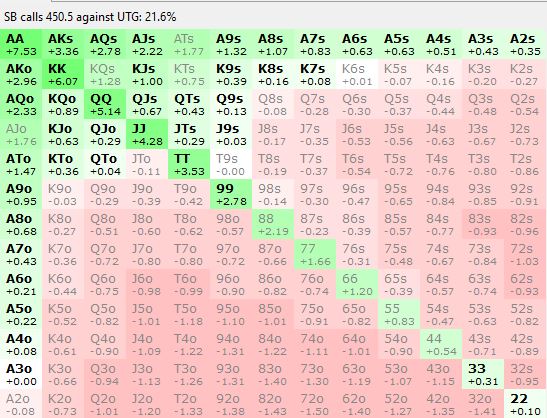 SB calls 450.5 against UTG: 21.6%
AA AKs AQs AJs ATs A9s A8s A7s A6s A5s A4s A3s A2s
+7.53 +3.36 +2.78 +2.22 +1.77 +1.32 +1.07 +0.83 +0.63 +0.63 +0.51 +0.43 +0.35
AKo KK KQs KJs KTs K9s K8s K7s K6s K5s K4s K3s K2s
+2.96 +6.07 +1.28 +1.00 +0.75 +0.39 +0.16 +0.08 +0.01 -0.07 -0.16 -0.20 -0.27
AQo KQo QQ QJs QTs Q9s Q8s Q7s Q6s Q5s Q4s Q3s Q2s
+2.33 +0.89 +5.14 +0.67 +0.43 +0.13 -0.08 -0.28 -0.30 -0.37 -0.44 -0.48 -0.54
AJo KJo QJo JJ JTs J9s J8s J7s J6s J5s J4s J3s J2s
+1.76 +0.63 +0.29 +4.28 +0.29 +0.03 -0.17 -0.35 -0.53 -0.56 -0.63 -0.67 -0.73
ATo KTo QTo JTo TT T9s T8s T7s T6s T5s T4s T3s T2s
+1.47 +0.36 +0.04 -0.11 +3.53 -0.00 -0.19 -0.37 -0.54 -0.72 -0.76 -0.80 -0.86
A9o K9o Q9o J9o T9o 99 98s 97s 96s 95s 94s 93s 92s
+0.95 -0.03 -0.29 -0.39 -0.42 +2.78 -0.14 -0.30 -0.47 -0.65 -0.84 -0.85 -0.91
A8o K8o Q8o J8o T8o 98o 88 87s 86s 85s 84s 83s 82s
+0.68 -0.27 -0.51 -0.60 -0.62 -0.57 +2.19 -0.23 -0.39 -0.57 -0.77 -0.93 -0.96
A7o K7o Q7o J7o T7o 97o 87o 77 76s 75s 74s 73s 72s
+0.43 -0.36 -0.72 -0.80 -0.80 -0.72 -0.66 +1.66 -0.31 -0.48 -0.67 -0.84 -1.03
A6o K6o Q6o J6o T6o 96o 86o 76o 66 65s 64s 63s 62s
+0.21 -0.44 -0.75 -0.98 -0.99 -0.90 -0.82 -0.74 +1.20 -0.39 -0.57 -0.74 -0.93
A5o K5o Q5o J5o T5o 95o 85o 75o 65o 55 54s 53s 52s
+0.22 -0.52 -0.82 -1.01 -1.18 -1.10 -1.01 -0.91 -0.82 +0.83 -0.47 -0.63 -0.82
A4o K4o Q4o J4o T4o 94o 84o 74o 64o 54o 44 43s 42s
+0.08 -0.61 -0.90 -1.09 -1.22 -1.31 -1.22 -1.11 -1.01 -0.90 +0.54 -0.71 -0.89
A3o K3o Q3o J3o T3o 93o 83o 73o 63o 53o 43o 33 32s
+0.00 -0.66 -0.94 -1.13 -1.26 -1.31 -1.40 -1.30 -1.19 -1.07 -1.15 +0.31 -0.95
A2o K2o Q2o J2o T2o 92o 82o 72o 62o 52o 42o 32o 22
-0.08 -0.73 -1.01 -1.20 -1.33 -1.38 -1.43 -1.50 -1.40 -1.27 -1.35 -1.41 +0.18